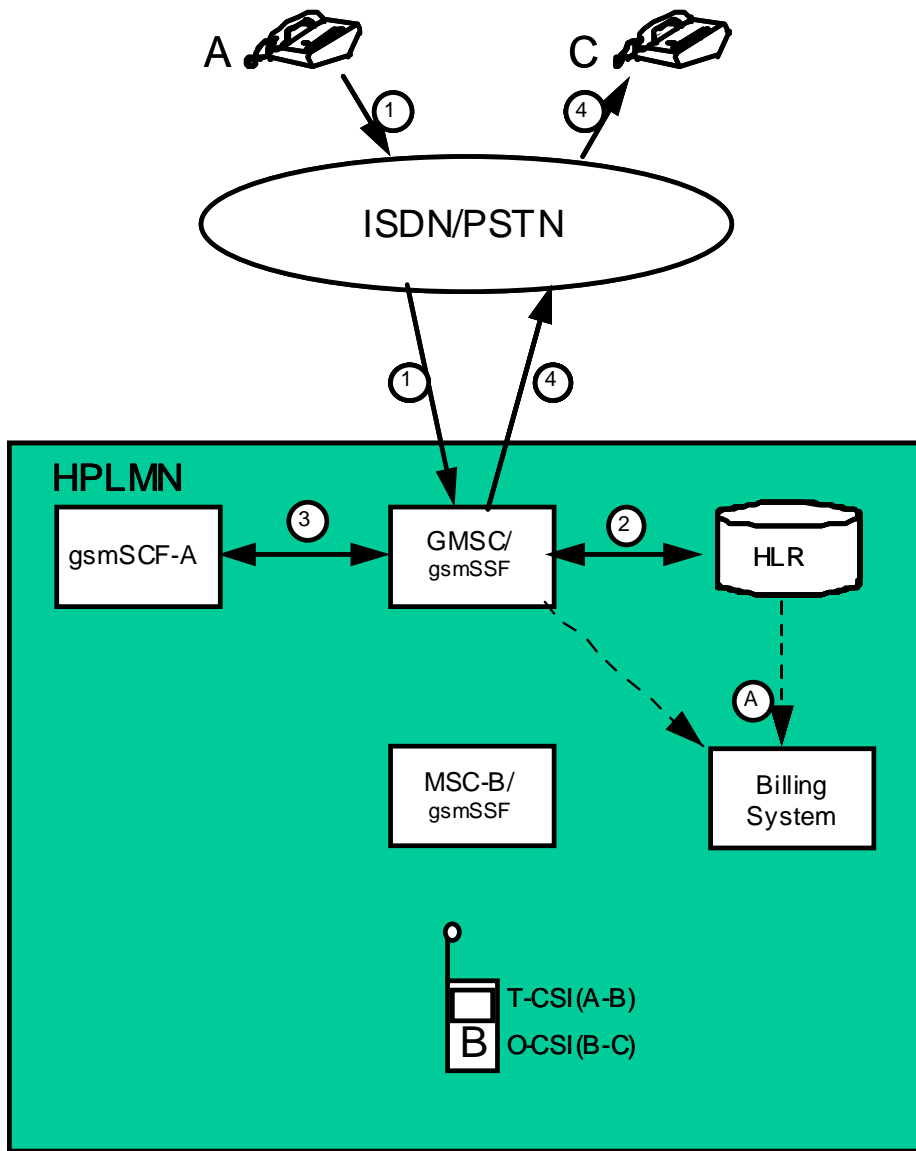 A
C
1
4
ISDN/PSTN
1
4
HPLMN
gsmSCF-A
3
GMSC/
gsmSSF
2
HLR
A
MSC-B/
gsmSSF
Billing
System
T-CSI(A-B)
B
O-CSI(B-C)